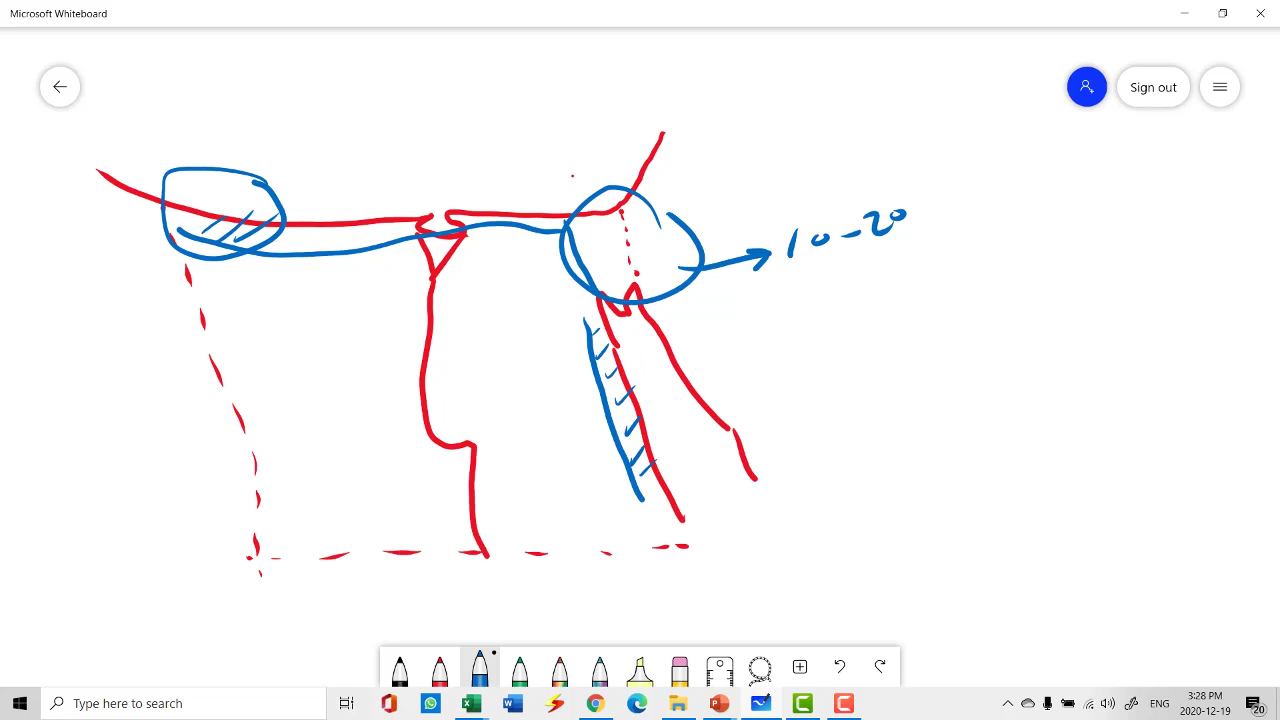 Microsoft Whiteboard
Sign out
10-20
Type here to search
ENG
3:28 PM
2020-12-19
20